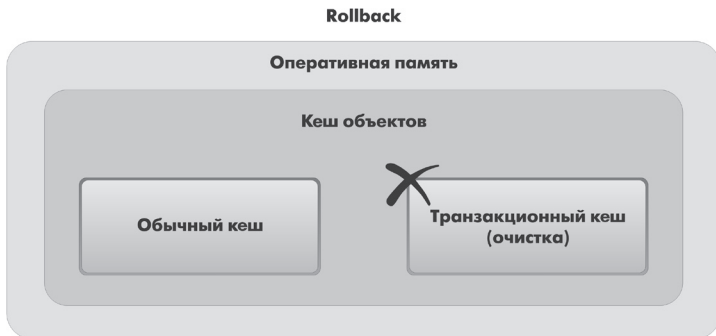 Rollback
Оперативная память
Кеш объектов
Обычный кеш
Транзакционный кеш
(очистка)